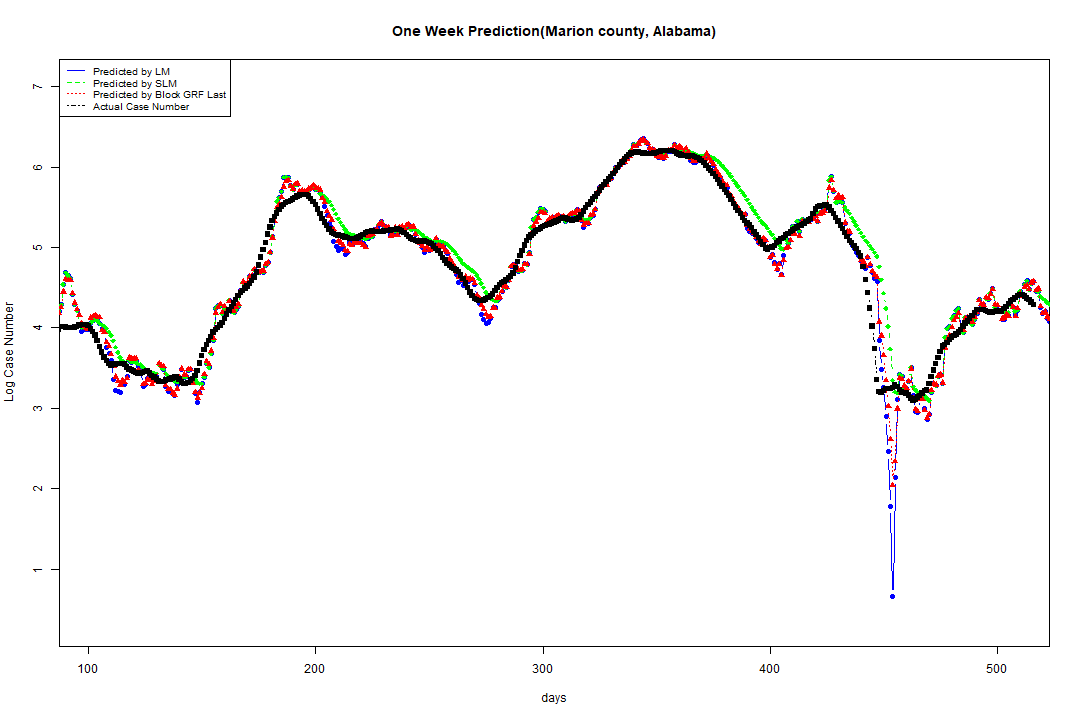 One Week Prediction(Marion county, Alabama)
Predicted by LM
Predicted by SLM
Predicted by Block GRF Last
Actual Case Number
7
6
5
4
3
2
1
Log Case Number
100 200 300 400 500
days